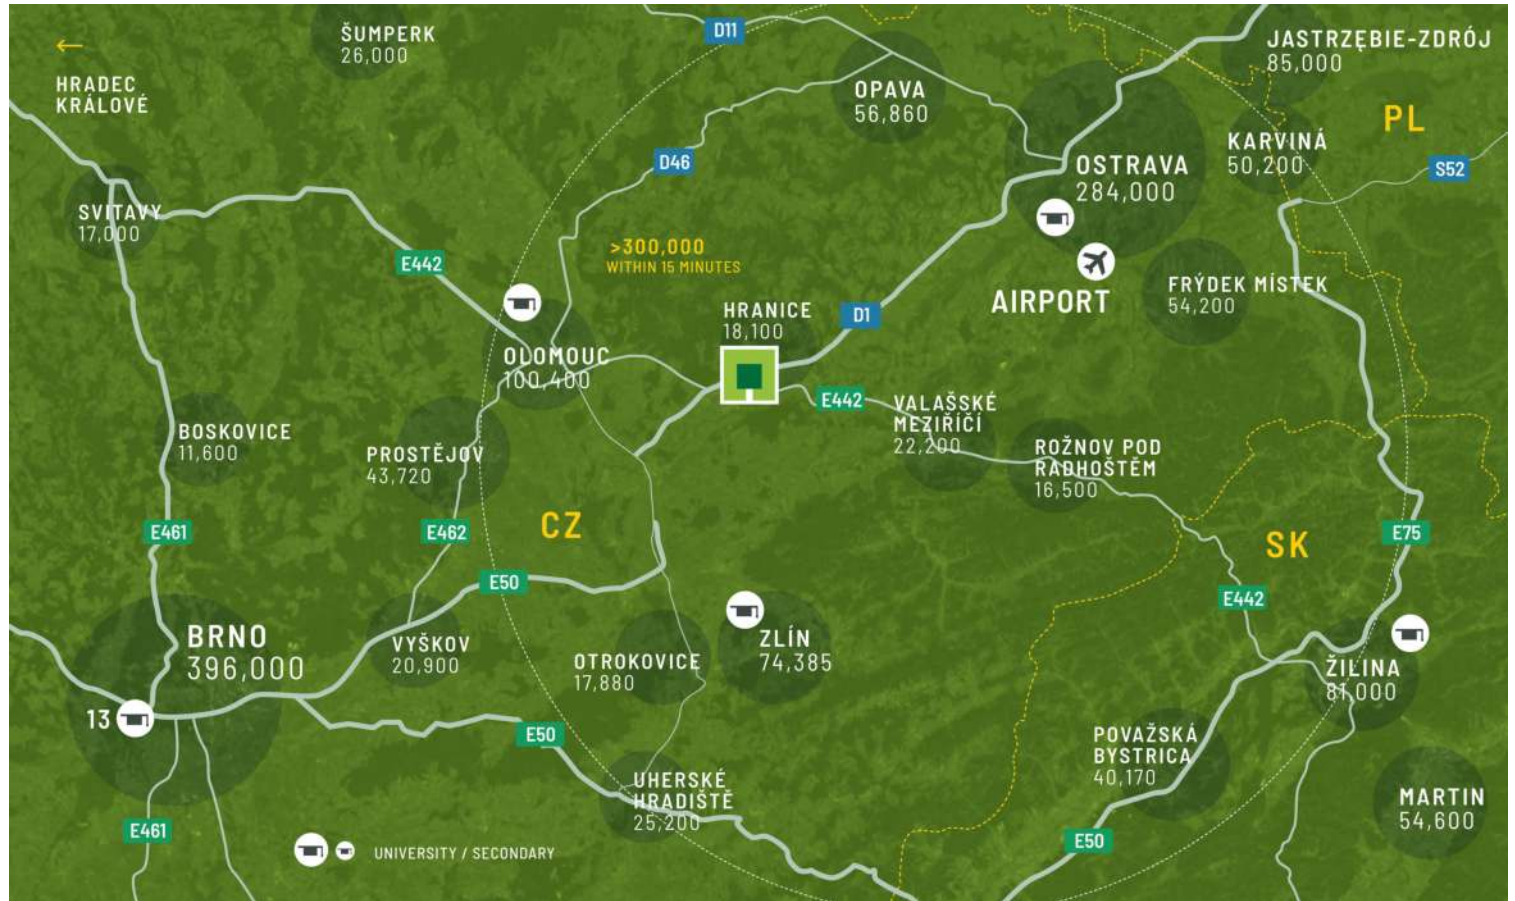 ←
HRADEC
KRÁLOVÉ
ŠUMPERK
26,000
D11
OPAVA
56,860
JASTRZĘBIE-ZDRÓJ
85,000
PL
KARVINÁ
50,200
S52
D46
OSTRAVA
284,000
SVITAVY
17,000
>300,000
WITHIN 15 MINUTES
E442
AIRPORT
FRÝDEK MÍSTEK
54,200
HRANICE
18,100
D1
OLOMOUC
100,400
E442
VALAŠSKÉ
MEZIŘÍČÍ
22,200
BOSKOVICE
11,600
PROSTĚJOV
43,720
ROŽNOV POD
RADHOŠTĚM
16,500
E461
E462
CZ
SK
E75
E50
E442
BRNO
396,000
VYŠKOV
20,900
OTROKOVICE
17,880
ZLÍN
74,385
ŽILINA
81,000
13
E50
POVAŽSKÁ
BYSTRICA
40,170
UHERSKÉ
HRADIŠTĚ
25,200
MARTIN
54,600
E461
E50
UNIVERSITY / SECONDARY